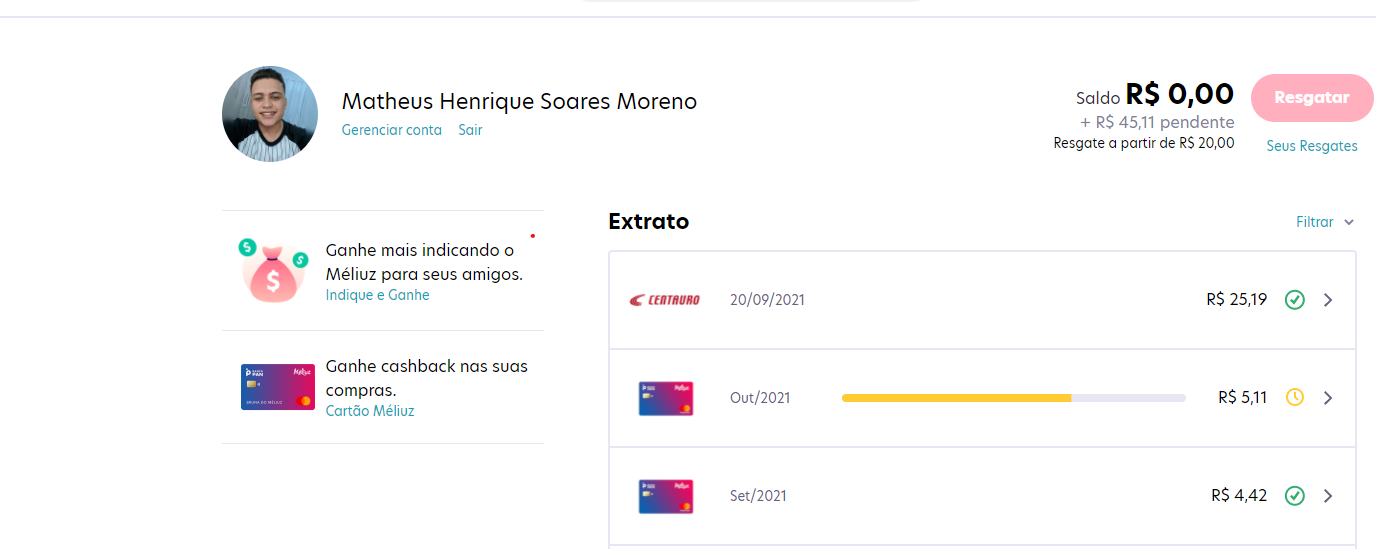 Matheus Henrique Soares Moreno
Gerenciar conta Sair
Saldo R$ 0,00
+ R$ 45,11 pendente
Resgate a partir de R$ 20,00
Resgatar
Seus Resgates
Ganhe mais indicando o
Méliuz para seus amigos.
Indique e Ganhe
Ganhe cashback nas suas
compras.
Cartão Méliuz
Extrato
Filtrar
CENTAURO 20/09/2021 R$ 25,19
Out/2021 R$ 5,11
Set/2021 R$ 4,42